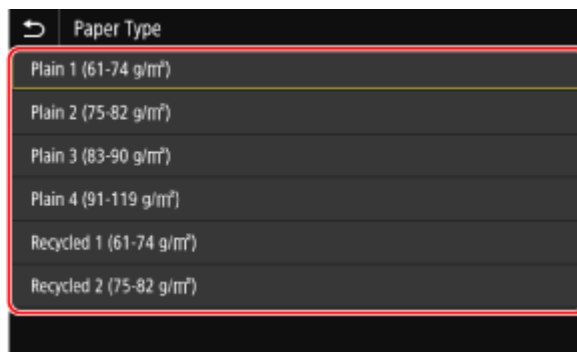 Paper Type
Plain 1 (61-74 g/m²)
Plain 2 (75-82 g/m²)
Plain 3 (83-90 g/m²)
Plain 4 (91-119 g/m²)
Recycled 1 (61-74 g/m²)
Recycled 2 (75-82 g/m²)